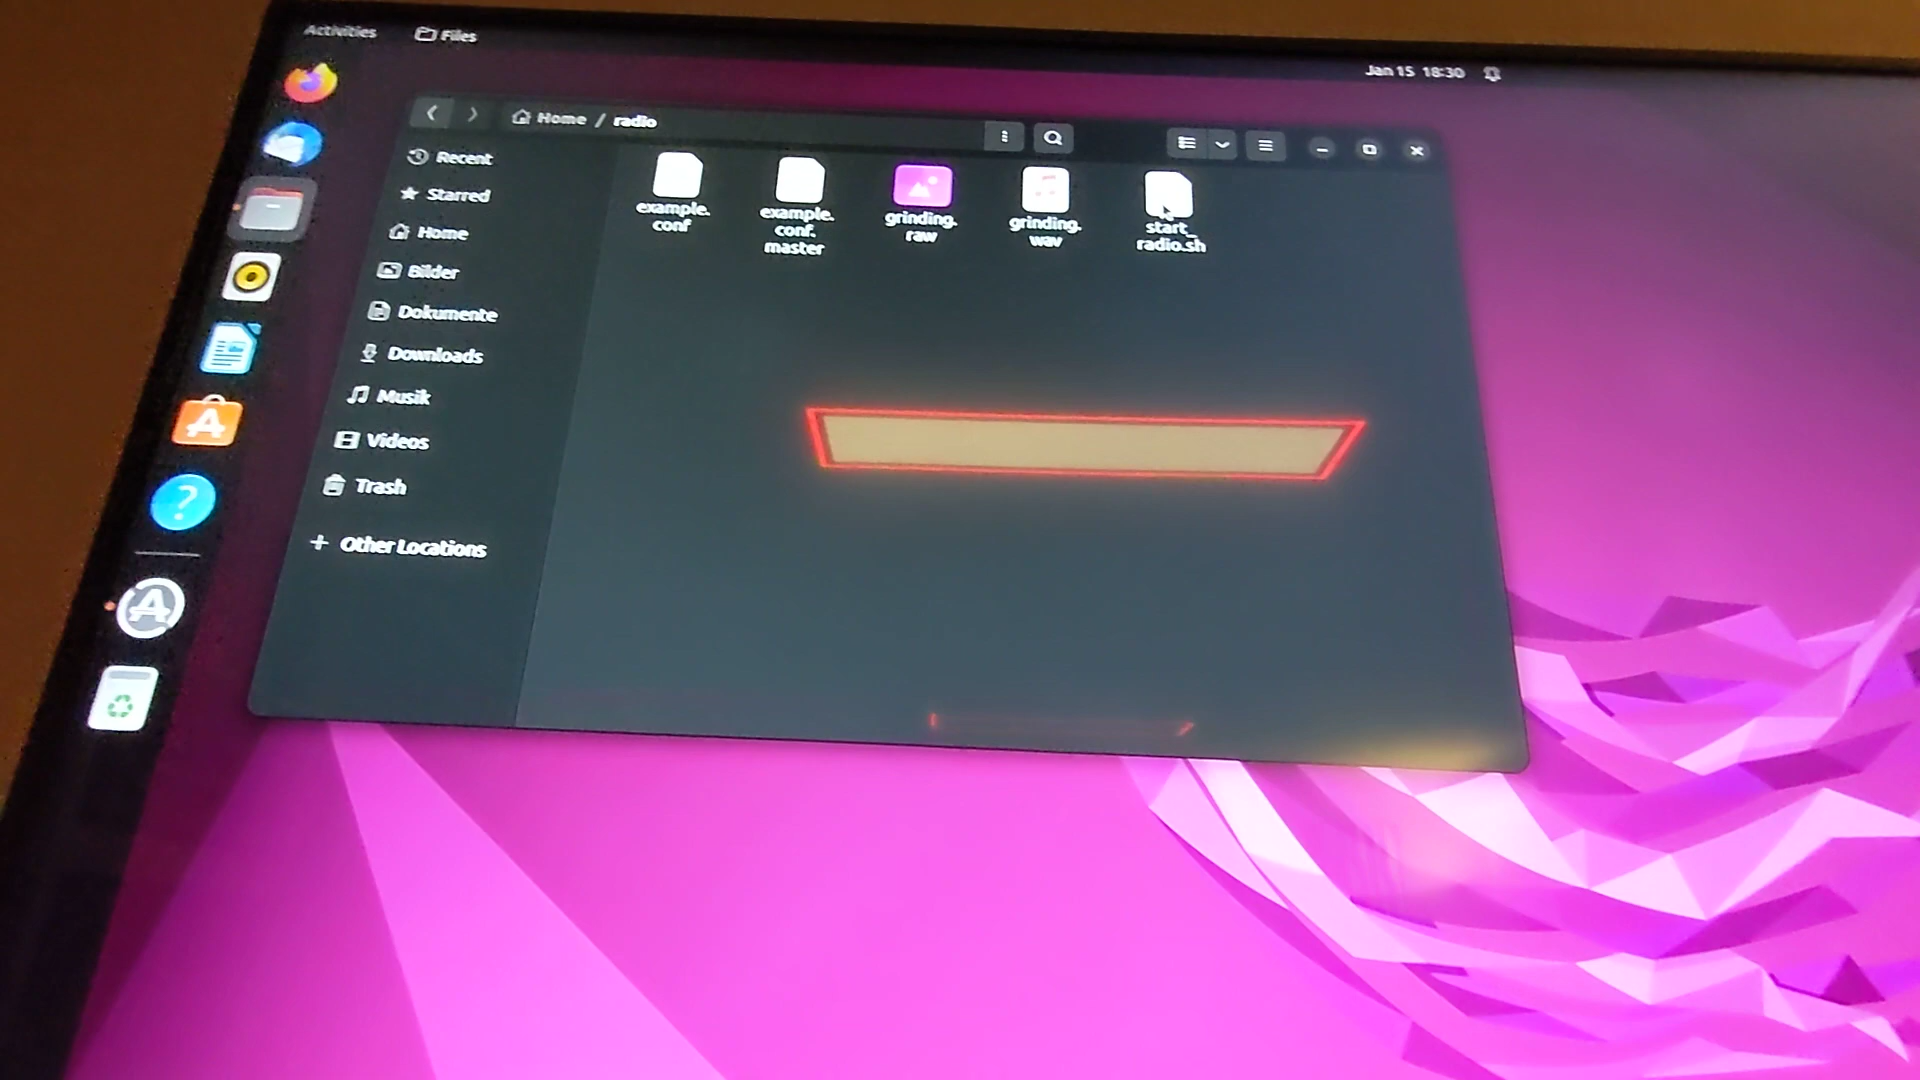 Activities Files
Jan 15 18:30
Home / radio
Recent
Starred
Home
Bilder
Dokumente
Downloads
Musik
Videos
Trash
+ Other Locations
example.
conf
example.
conf.
master
grinding.
raw
grinding.
wav
start_
radio.sh